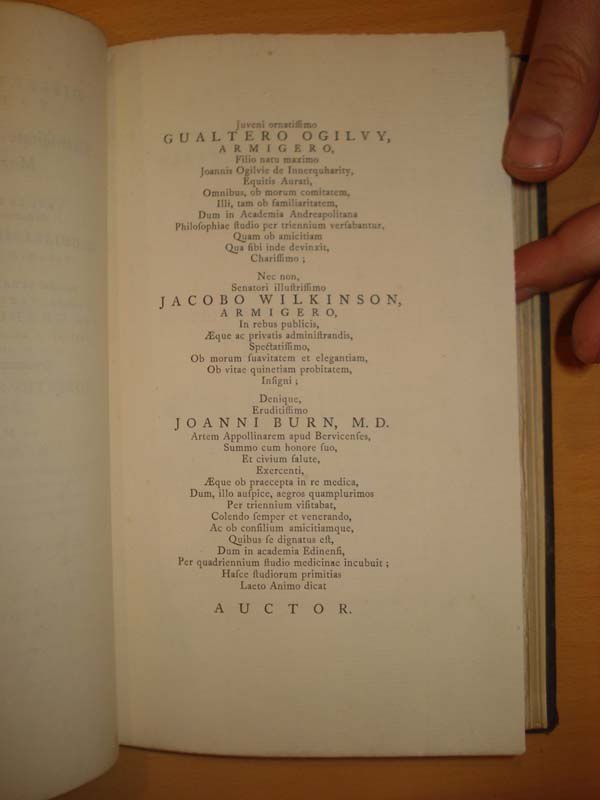 Juveni ornatiſſimo
GUALTERO OGILVY,
ARMIGERO,
Filio natu maximo
Joannis Ogilvie de Innerquharity,
Equitis Aurati,
Omnibus, ob morum comitatem,
Illi, tam ob familiaritatem,
Dum in Academia Andreapolitana
Philoſophiae ſtudio per triennium verſabantur,
Quam ob amicitiam
Qua ſibi inde devinxit,
Chariſſimo ;
Nec non,
Senatori illuſtriſſimo
JACOBO WILKINSON,
ARMIGERO,
In rebus publicis,
Æque ac privatis adminiſtrandis,
Spectatiſſimo,
Ob morum ſuavitatem et elegantiam,
Ob vitae quinetiam probitatem,
Inſigni ;
Denique,
Eruditiſſimo
JOANNI BURN, M. D.
Artem Appollinarem apud Bervicenſes,
Summo cum honore ſuo,
Et civium ſalute,
Exercenti,
Æque ob praecepta in re medica,
Dum, illo auſpice, aegros quamplurimos
Per triennium viſitabat,
Colendo ſemper et venerando,
Ac ob conſilium amicitiamque,
Quibus ſe dignatus eſt,
Dum in academia Edinenſi,
Per quadriennium ſtudio medicinae incubuit ;
Haſce ſtudiorum primitias
Laeto Animo dicat
AUCTOR.